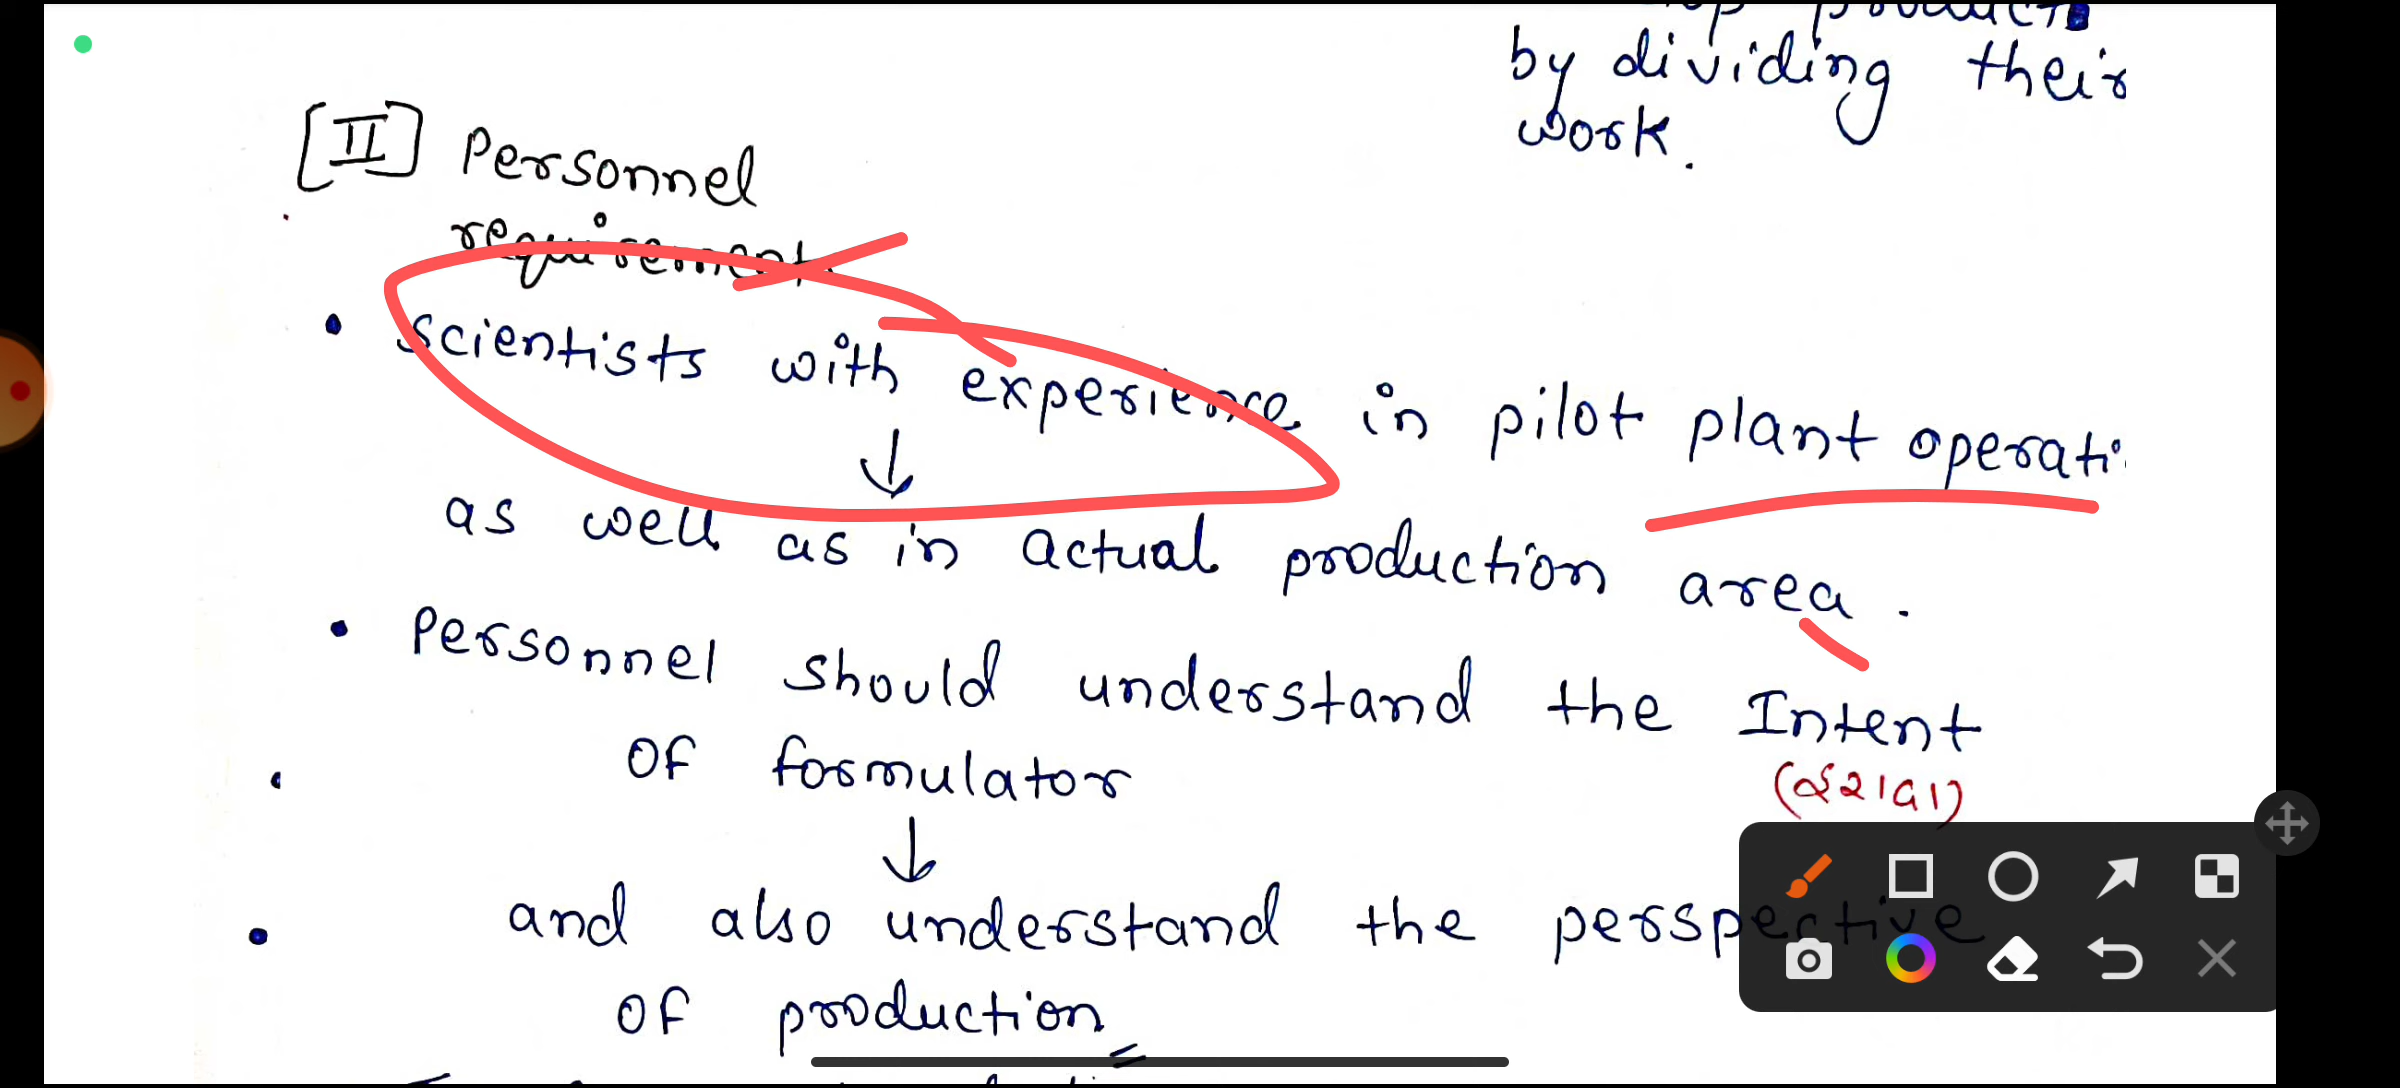 by dividing their
work.
[II] Personnel
requirement
• Scientists with experience in pilot plant operati
↓
as well as in actual production area.
• Personnel should understand the Intent
of formulator
↓
and also understand the perspective
of production